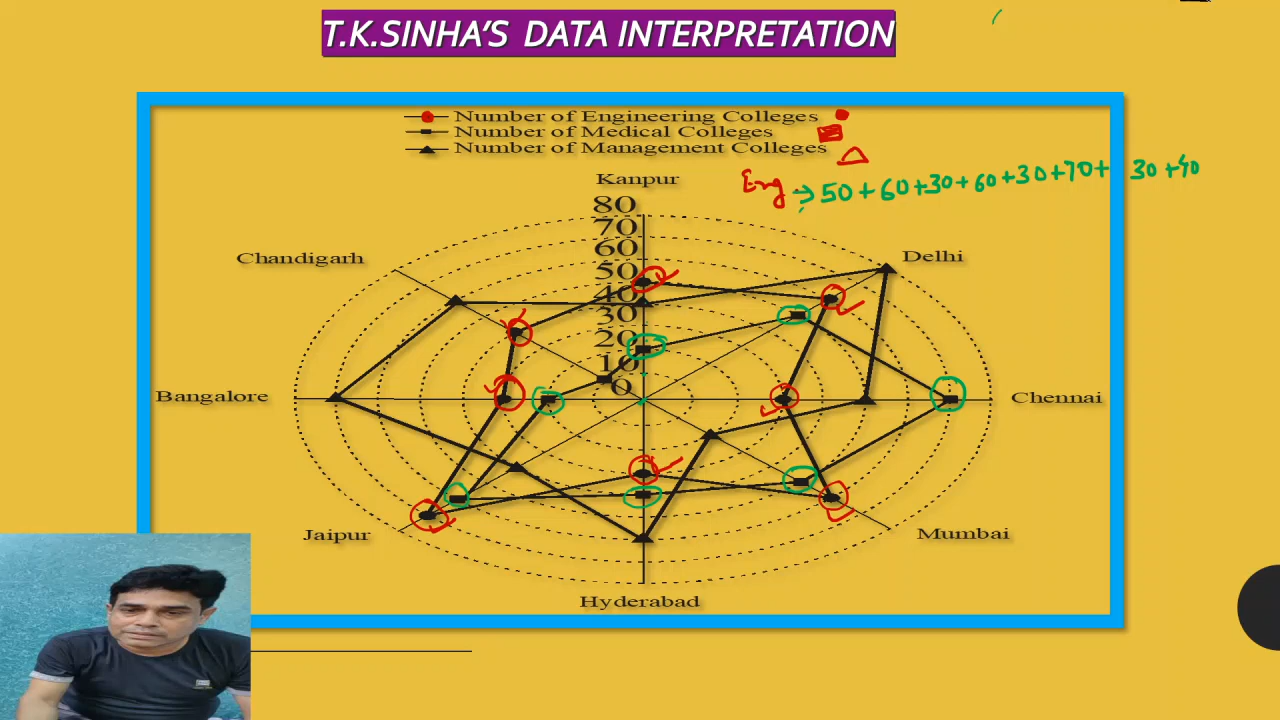 T.K.SINHA'S DATA INTERPRETATION
Number of Engineering Colleges
Number of Medical Colleges
Number of Management Colleges
Eng → 50+60+30+60+30+70+ 30+40
Kanpur
80
70
60
50
40
30
20
10
0
Chandigarh
Delhi
Bangalore
Chennai
Jaipur
Mumbai
Hyderabad